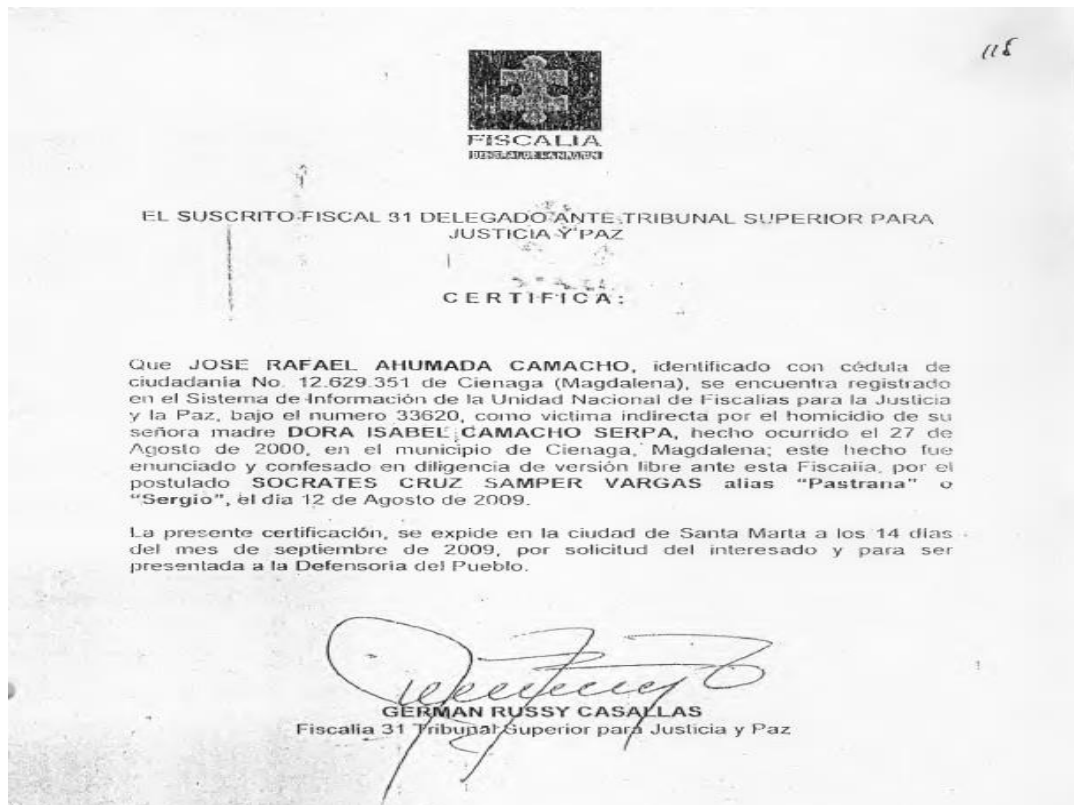 118
FISCALIA
GENERAL DE LA NACION
EL SUSCRITO FISCAL 31 DELEGADO ANTE TRIBUNAL SUPERIOR PARA
JUSTICIA Y PAZ
CERTIFICA:
Que JOSE RAFAEL AHUMADA CAMACHO, identificado con cédula de
ciudadanía No. 12.629.351 de Cienaga (Magdalena), se encuentra registrado
en el Sistema de Información de la Unidad Nacional de Fiscalias para la Justicia
y la Paz, bajo el numero 33620, como victima indirecta por el homicidio de su
señora madre DORA ISABEL CAMACHO SERPA, hecho ocurrido el 27 de
Agosto de 2000, en el municipio de Cienaga, Magdalena; este hecho fue
enunciado y confesado en diligencia de versión libre ante esta Fiscalia, por el
postulado SOCRATES CRUZ SAMPER VARGAS alias "Pastrana" o
"Sergio", el día 12 de Agosto de 2009.
La presente certificación, se expide en la ciudad de Santa Marta a los 14 días
del mes de septiembre de 2009, por solicitud del interesado y para ser
presentada a la Defensoria del Pueblo.
GERMAN RUSSY CASALLAS
Fiscalia 31 Tribunal Superior para Justicia y Paz